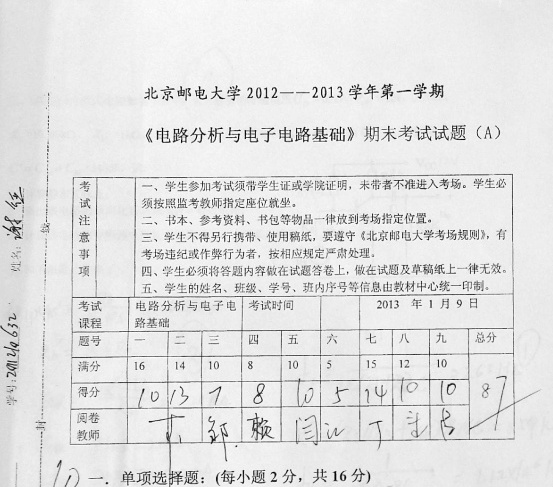 北京邮电大学 2012——2013 学年第一学期
《电路分析与电子电路基础》期末考试试题（A）
考试注意事项
一、学生参加考试须带学生证或学院证明，未带者不准进入考场。学生必
须按照监考教师指定座位就坐。
二、书本、参考资料、书包等物品一律放到考场指定位置。
三、学生不得另行携带、使用稿纸，要遵守《北京邮电大学考场规则》，有
考场违纪或作弊行为者，按相应规定严肃处理。
四、学生必须将答题内容做在试题答卷上，做在试题及草稿纸上一律无效。
五、学生的姓名、班级、学号、班内序号等信息由教材中心统一印制。
考试课程 电路分析与电子电路基础 考试时间 2013 年 1 月 9 日
题号 一 二 三 四 五 六 七 八 九 总分
满分 16 14 10 8 10 5 15 12 10
得分 10 13 7 8 10 5 14 10 10 87
阅卷教师
10 一．单项选择题：(每小题 2 分，共 16 分)
姓名：
学号：
线
封